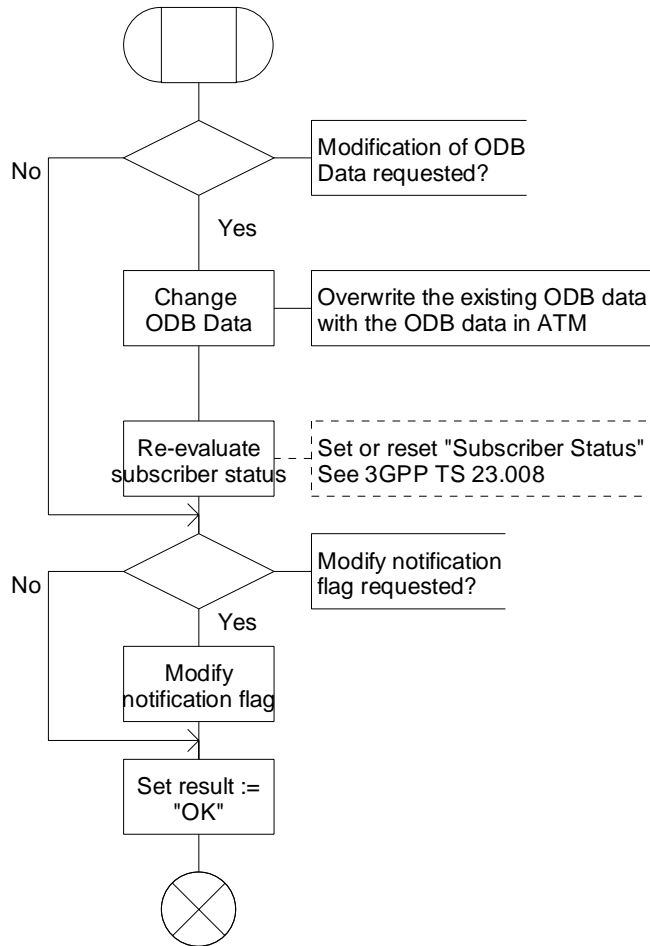 Modification of ODB
Data requested?
No
Yes
Change
ODB Data
Overwrite the existing ODB data
with the ODB data in ATM
Re-evaluate
subscriber status
Set or reset "Subscriber Status"
See 3GPP TS 23.008
Modify notification
flag requested?
No
Yes
Modify
notification flag
Set result :=
"OK"